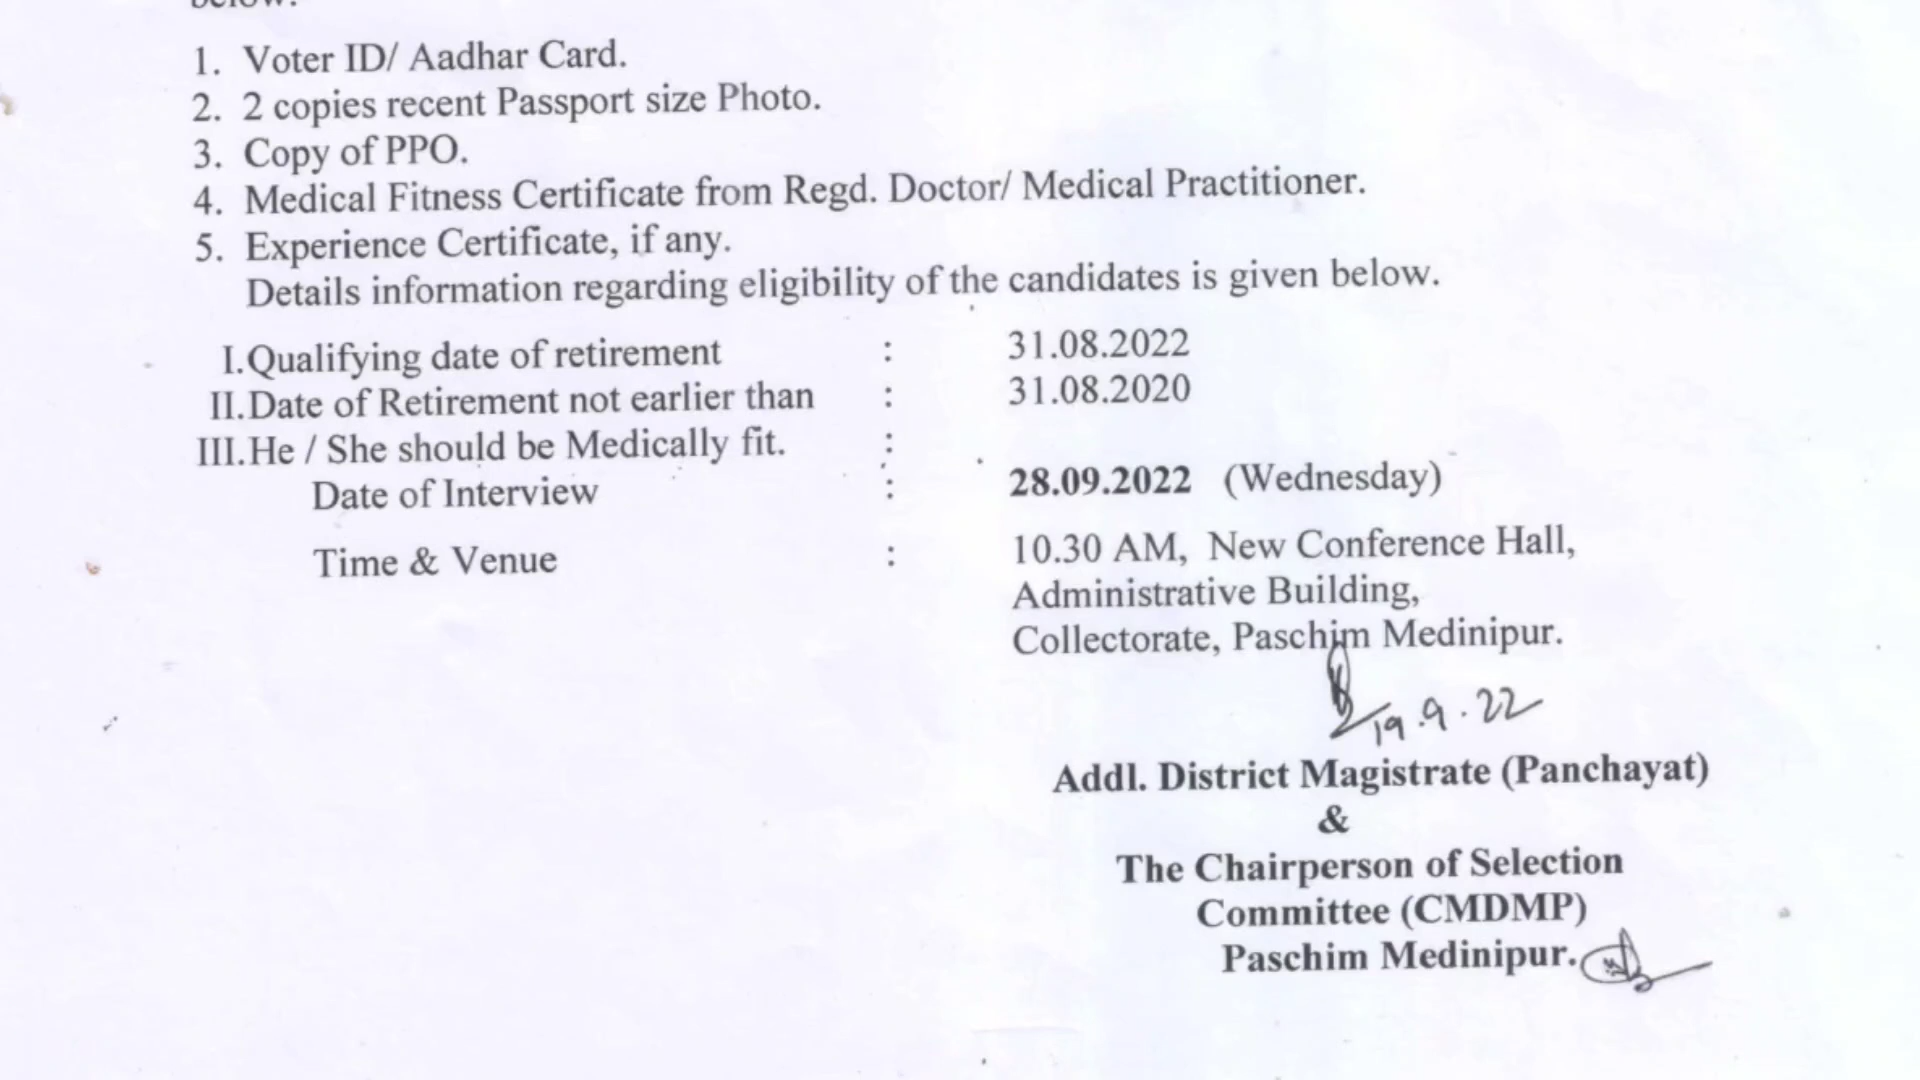 below.
1. Voter ID/ Aadhar Card.
2. 2 copies recent Passport size Photo.
3. Copy of PPO.
4. Medical Fitness Certificate from Regd. Doctor/ Medical Practitioner.
5. Experience Certificate, if any.
Details information regarding eligibility of the candidates is given below.
I. Qualifying date of retirement : 31.08.2022
II. Date of Retirement not earlier than : 31.08.2020
III. He / She should be Medically fit. :
Date of Interview : 28.09.2022 (Wednesday)
Time & Venue : 10.30 AM, New Conference Hall,
Administrative Building,
Collectorate, Paschim Medinipur.
19.9.22
Addl. District Magistrate (Panchayat)
&
The Chairperson of Selection
Committee (CMDMP)
Paschim Medinipur.